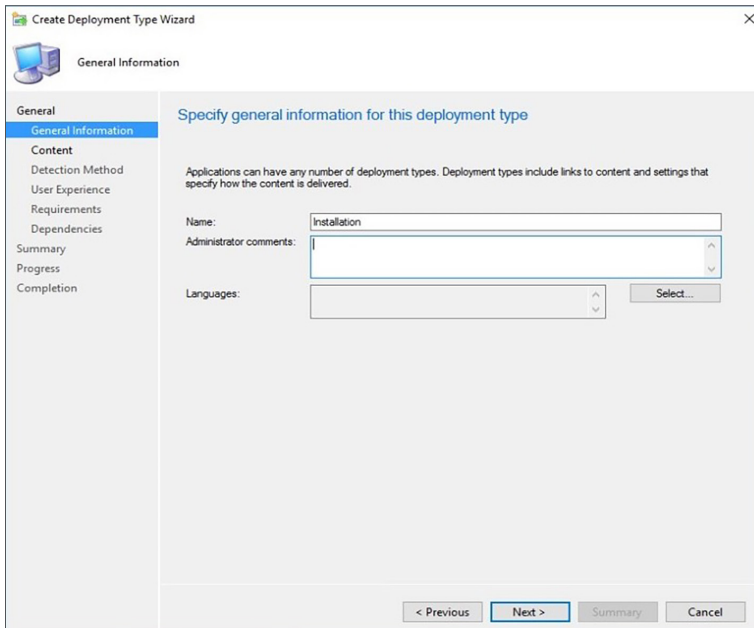 Create Deployment Type Wizard
General Information
General
General Information
Content
Detection Method
User Experience
Requirements
Dependencies
Summary
Progress
Completion
Specify general information for this deployment type
Applications can have any number of deployment types. Deployment types include links to content and settings that
specify how the content is delivered.
Name:
Installation
Administrator comments:
Languages:
Select...
< Previous
Next >
Summary
Cancel